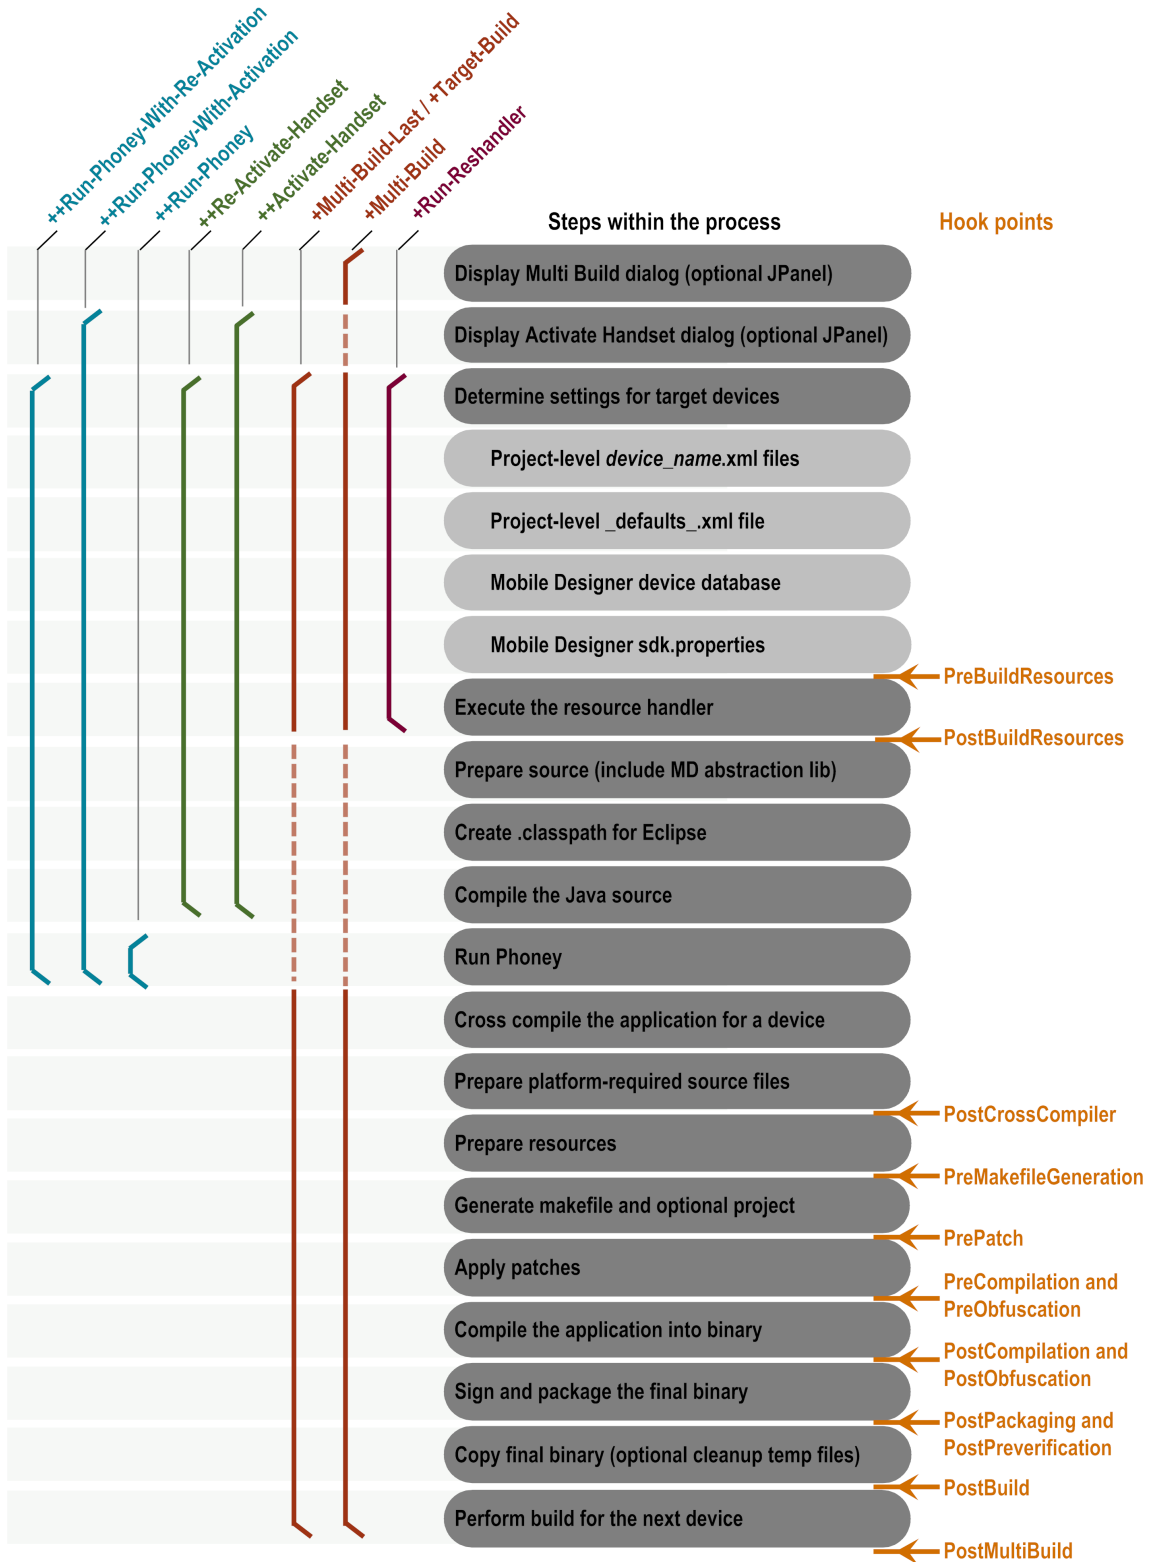 ++Run-Phoney-With-Re-Activation
++Run-Phoney-With-Activation
++Run-Phoney
++Re-Activate-Handset
++Activate-Handset
+Multi-Build-Last / +Target-Build
+Multi-Build
+Run-Reshandler
Steps within the process
Hook points
Display Multi Build dialog (optional JPanel)
Display Activate Handset dialog (optional JPanel)
Determine settings for target devices
Project-level device_name.xml files
Project-level _defaults_.xml file
Mobile Designer device database
Mobile Designer sdk.properties
PreBuildResources
Execute the resource handler
PostBuildResources
Prepare source (include MD abstraction lib)
Create .classpath for Eclipse
Compile the Java source
Run Phoney
Cross compile the application for a device
Prepare platform-required source files
PostCrossCompiler
Prepare resources
PreMakefileGeneration
Generate makefile and optional project
PrePatch
Apply patches
PreCompilation and
PreObfuscation
Compile the application into binary
PostCompilation and
PostObfuscation
Sign and package the final binary
PostPackaging and
PostPreverification
Copy final binary (optional cleanup temp files)
PostBuild
Perform build for the next device
PostMultiBuild